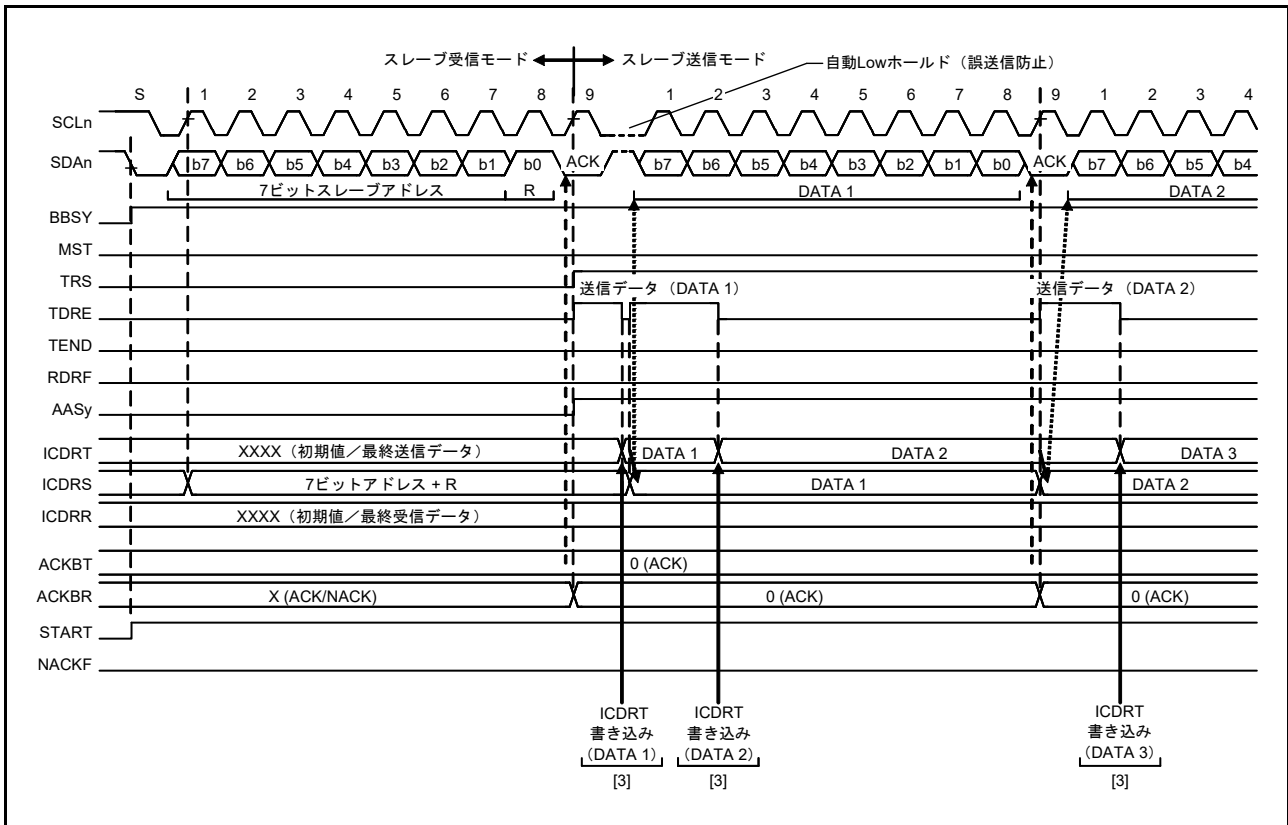 スレーブ受信モード スレーブ送信モード 自動Lowホールド（誤送信防止）
S 1 2 3 4 5 6 7 8 9 1 2 3 4 5 6 7 8 9 1 2 3 4
SCLn
SDAn b7 b6 b5 b4 b3 b2 b1 b0 ACK b7 b6 b5 b4 b3 b2 b1 b0 ACK b7 b6 b5 b4
7ビットスレーブアドレス R DATA 1 DATA 2
BBSY
MST
TRS
送信データ（DATA 1） 送信データ（DATA 2）
TDRE
TEND
RDRF
AASy
ICDRT XXXX（初期値／最終送信データ） DATA 1 DATA 2 DATA 3
ICDRS 7ビットアドレス + R DATA 1 DATA 2
ICDRR XXXX（初期値／最終受信データ）
ACKBT 0 (ACK)
ACKBR X (ACK/NACK) 0 (ACK) 0 (ACK)
START
NACKF
ICDRT ICDRT ICDRT
書き込み 書き込み 書き込み
（DATA 1） （DATA 2） （DATA 3）
[3] [3] [3]